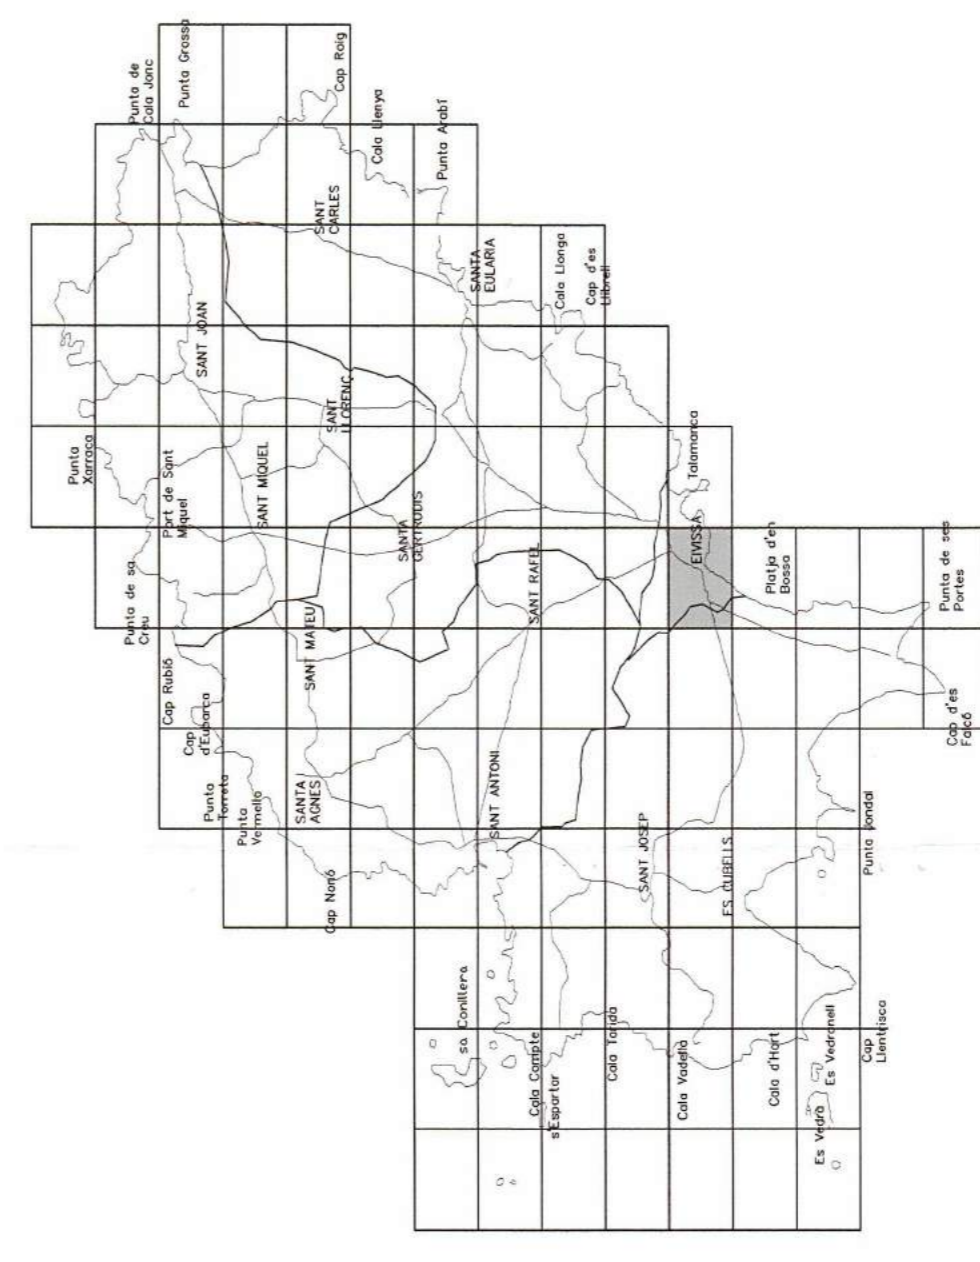 Punta de
Cala Jonc
Punta Grossa
Cap Roig
Cala Llenya
Punta Arabí
SANT
CARLES
SANTA
EULARIA
Cala Llonga
Cap d'es
Llibrell
SANT JOAN
SANT
LLORENÇ
Punta
Xarraca
Port de Sant
Miquel
SANT MIQUEL
SANTA
GERTRUDIS
Talamanca
EIVISSA
Platja d'en
Bossa
Punta de ses
Portes
SANT RAFEL
Punta de sa
Creu
SANT MATEU
Cap Rubió
Cap
d'Eubarca
Cap d'es
Falcó
Punta
Torreta
Punta
Vermella
SANTA
AGNES
SANT ANTONI
Cap Nonó
SANT JOSEP
ES CUBELLS
Punta Jondal
sa Conillera
Cala Compte
s'Espartar
Cala Tarida
Cala Vadella
Cala d'Hort
Es Vedranell
Es Vedrà
Cap
Llentrisca